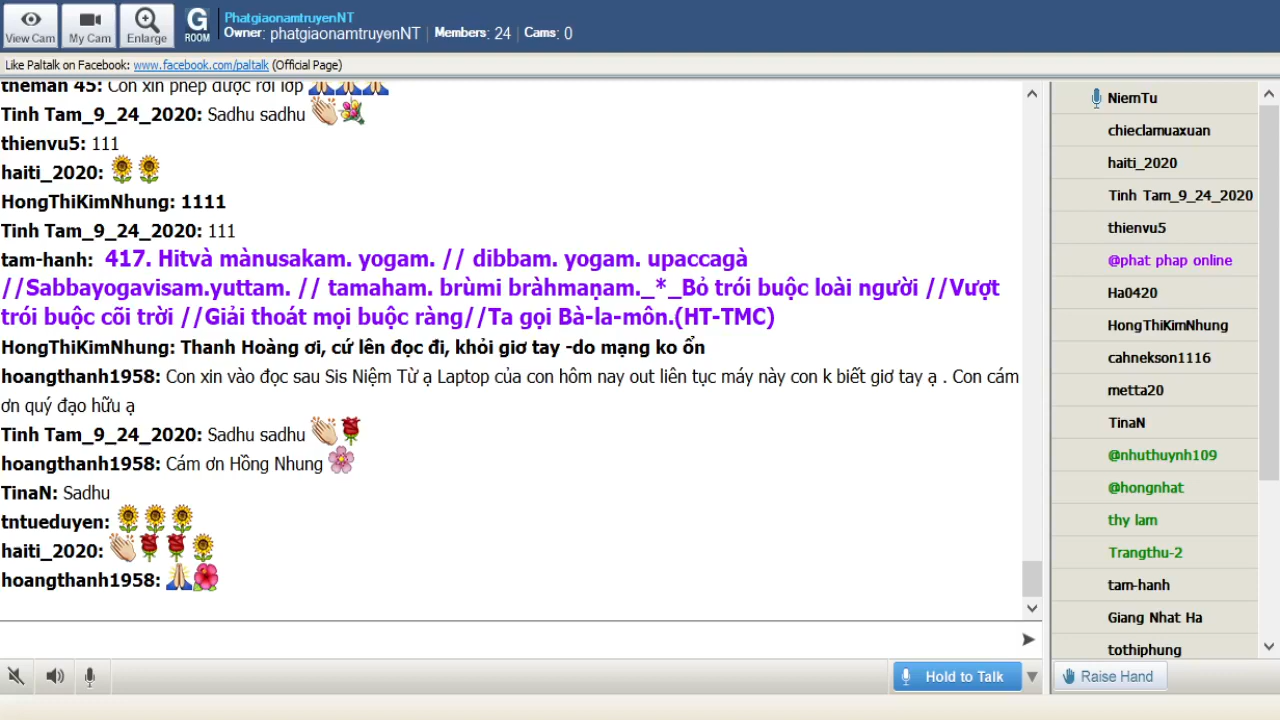 View Cam
My Cam
Enlarge
G
ROOM
PhatgiaonamtruyenNT
Owner: phatgiaonamtruyenNT | Members: 24 | Cams: 0
Like Paltalk on Facebook: www.facebook.com/paltalk (Official Page)
theman 45: Con xin phép được rời lớp
Tinh Tam_9_24_2020: Sadhu sadhu
thienvu5: 111
haiti_2020:
HongThiKimNhung: 1111
Tinh Tam_9_24_2020: 111
tam-hanh: 417. Hitvà mànusakam. yogam. // dibbam. yogam. upaccagà
//Sabbayogavisam.yuttam. // tamaham. brùmi bràhmaṇam._*_Bỏ trói buộc loài người //Vượt
trói buộc cõi trời //Giải thoát mọi buộc ràng//Ta gọi Bà-la-môn.(HT-TMC)
HongThiKimNhung: Thanh Hoàng ơi, cứ lên đọc đi, khỏi giơ tay -do mạng ko ổn
hoangthanh1958: Con xin vào đọc sau Sis Niệm Từ ạ Laptop của con hôm nay out liên tục máy này con k biết giơ tay ạ . Con cám
ơn quý đạo hữu ạ
Tinh Tam_9_24_2020: Sadhu sadhu
hoangthanh1958: Cám ơn Hồng Nhung
TinaN: Sadhu
tntueduyen:
haiti_2020:
hoangthanh1958:
NiemTu
chieclamuaxuan
haiti_2020
Tinh Tam_9_24_2020
thienvu5
@phat phap online
Ha0420
HongThiKimNhung
cahnekson1116
metta20
TinaN
@nhuthuynh109
@hongnhat
thy lam
Trangthu-2
tam-hanh
Giang Nhat Ha
tothiphung
Hold to Talk
Raise Hand